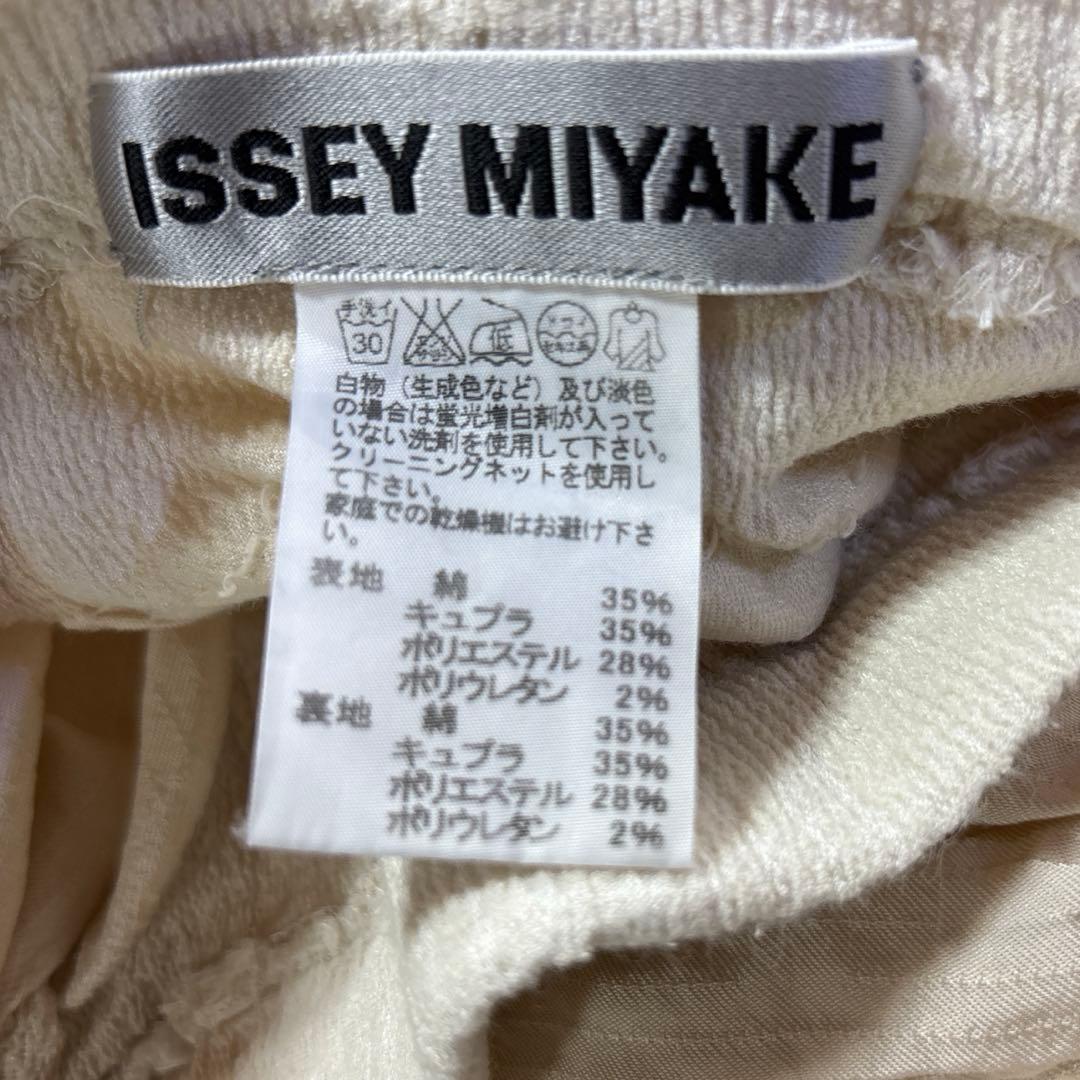 ISSEY MIYAKE
手洗イ
30
低
白物（生成色など）及び淡色
の場合は蛍光増白剤が入って
いない洗剤を使用して下さい。
クリーニングネットを使用し
て下さい。
家庭での乾燥機はお避け下さ
い。
表地 綿 35%
キュプラ 35%
ポリエステル 28%
ポリウレタン 2%
裏地 綿 35%
キュプラ 35%
ポリエステル 28%
ポリウレタン 2%